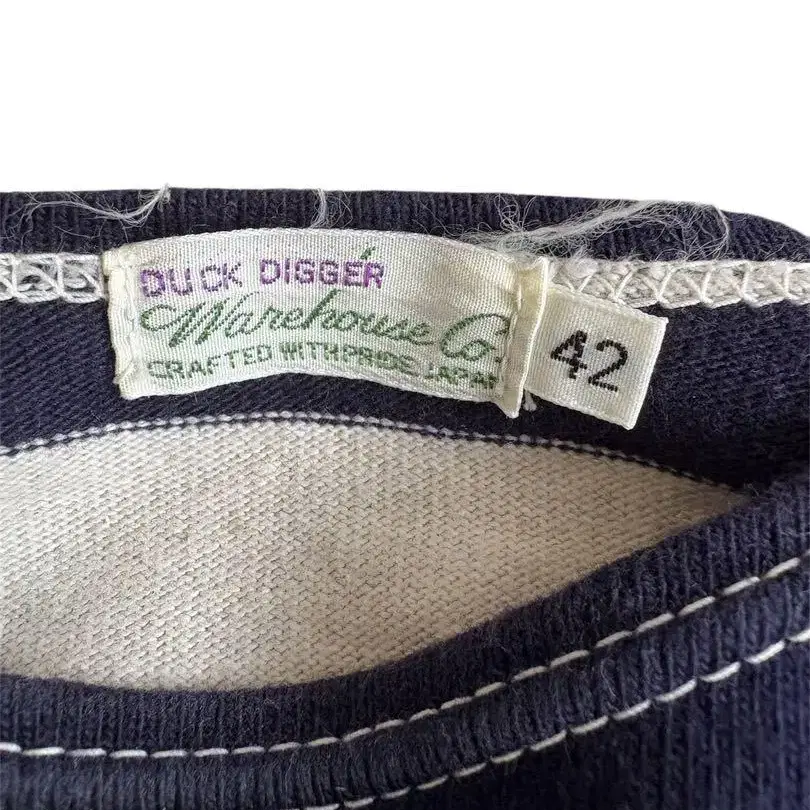 DUCK DIGGER
Warehouse Co.
CRAFTED WITH PRIDE JAPAN
42